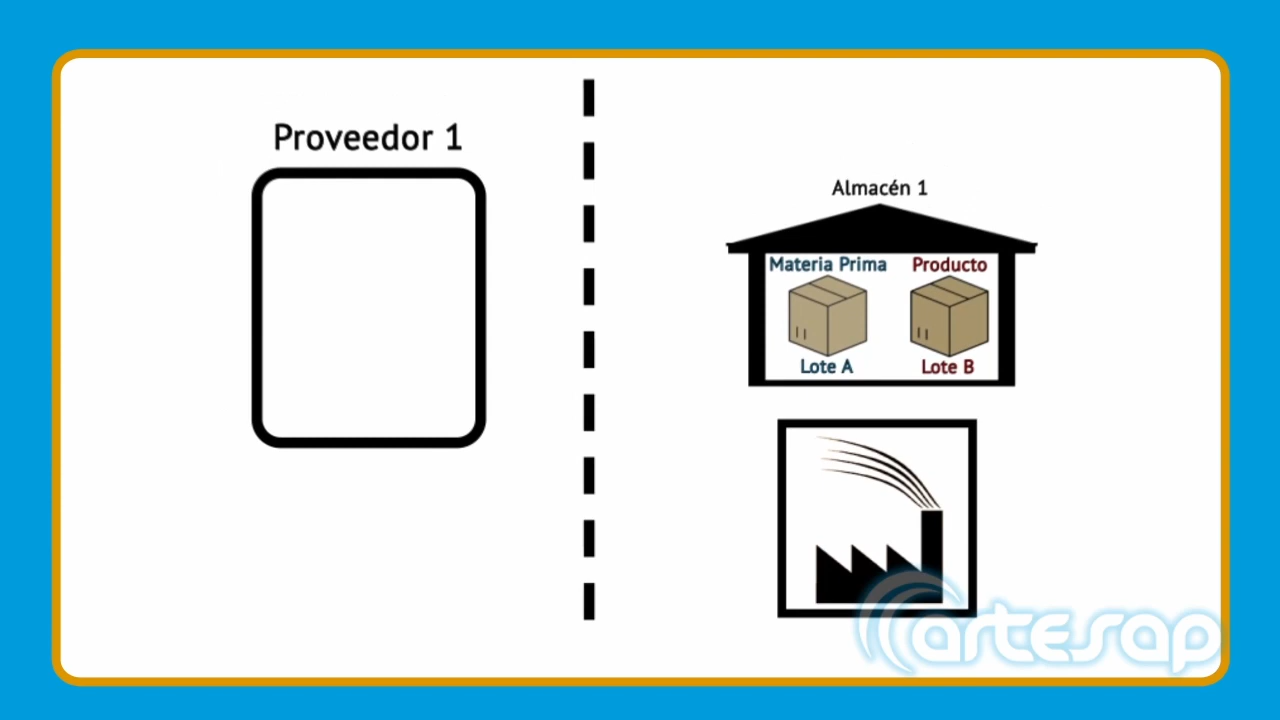 Proveedor 1
Almacén 1
Materia Prima Producto
Lote A Lote B
artesap